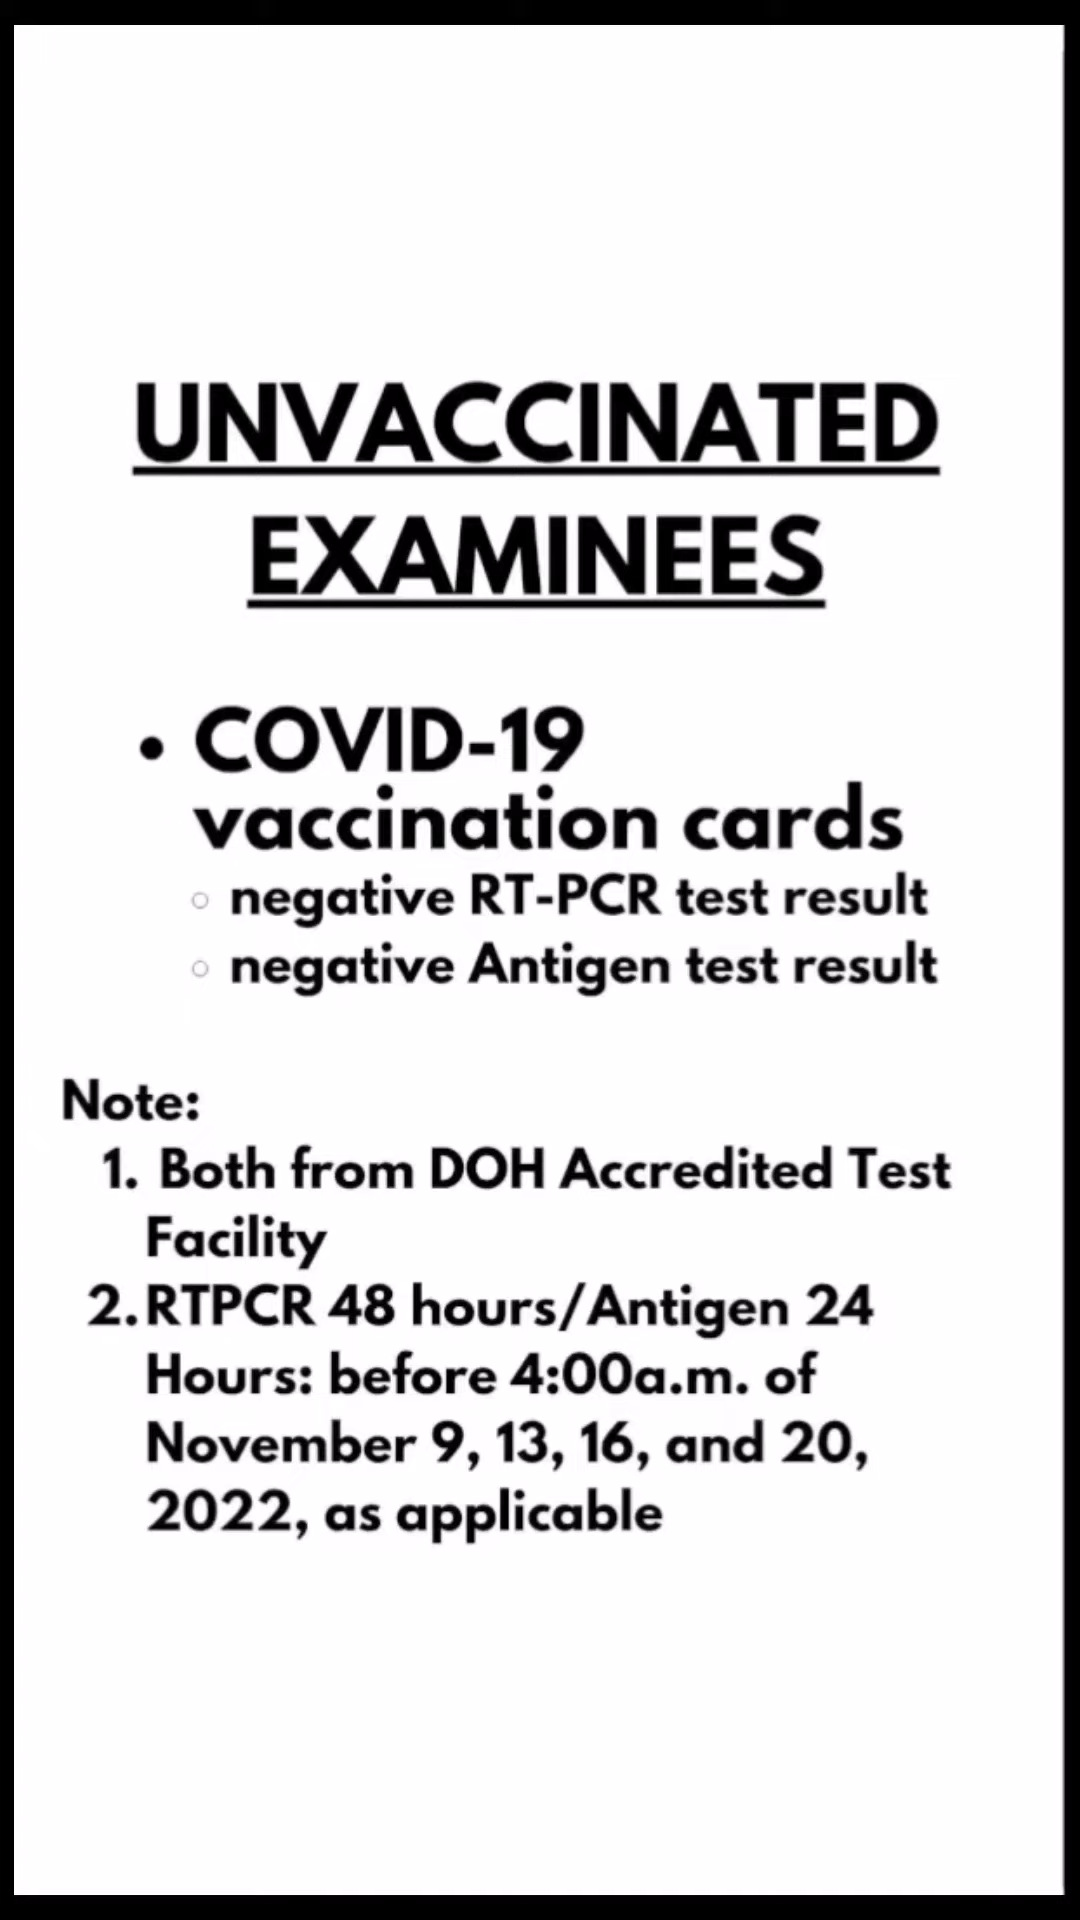 UNVACCINATED
EXAMINEES
• COVID-19
vaccination cards
○ negative RT-PCR test result
○ negative Antigen test result
Note:
1. Both from DOH Accredited Test
Facility
2. RTPCR 48 hours/Antigen 24
Hours: before 4:00a.m. of
November 9, 13, 16, and 20,
2022, as applicable